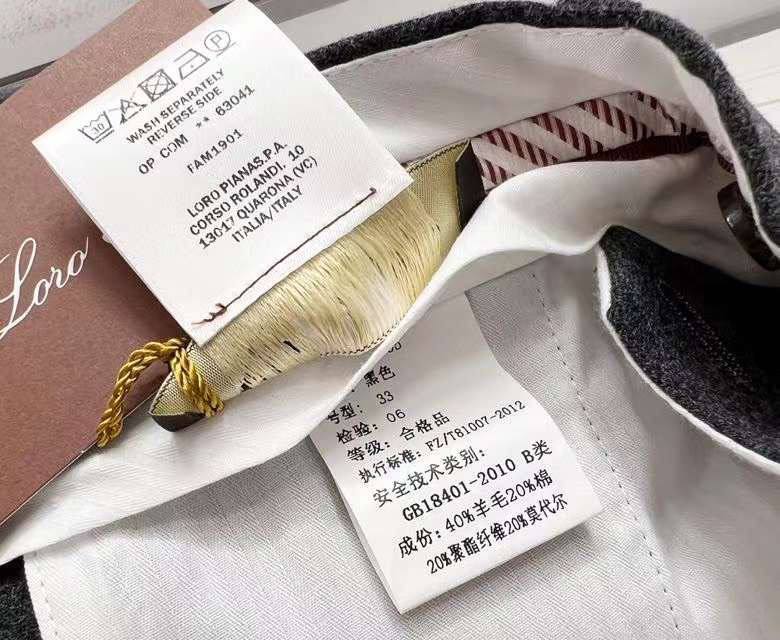 Loro
30
P
WASH SEPARATELY
REVERSE SIDE
OP COM ** 63041
FAM1901
LORO PIANAS.P.A.
CORSO ROLANDI, 10
13017 QUARONA(VC)
ITALIA/ITALY
黑色
号型: 33
检验: 06
等级: 合格品
执行标准: FZ/T81007-2012
安全技术类别:
GB18401-2010 B类
成份: 40%羊毛20%棉
20%聚酯纤维20%莫代尔